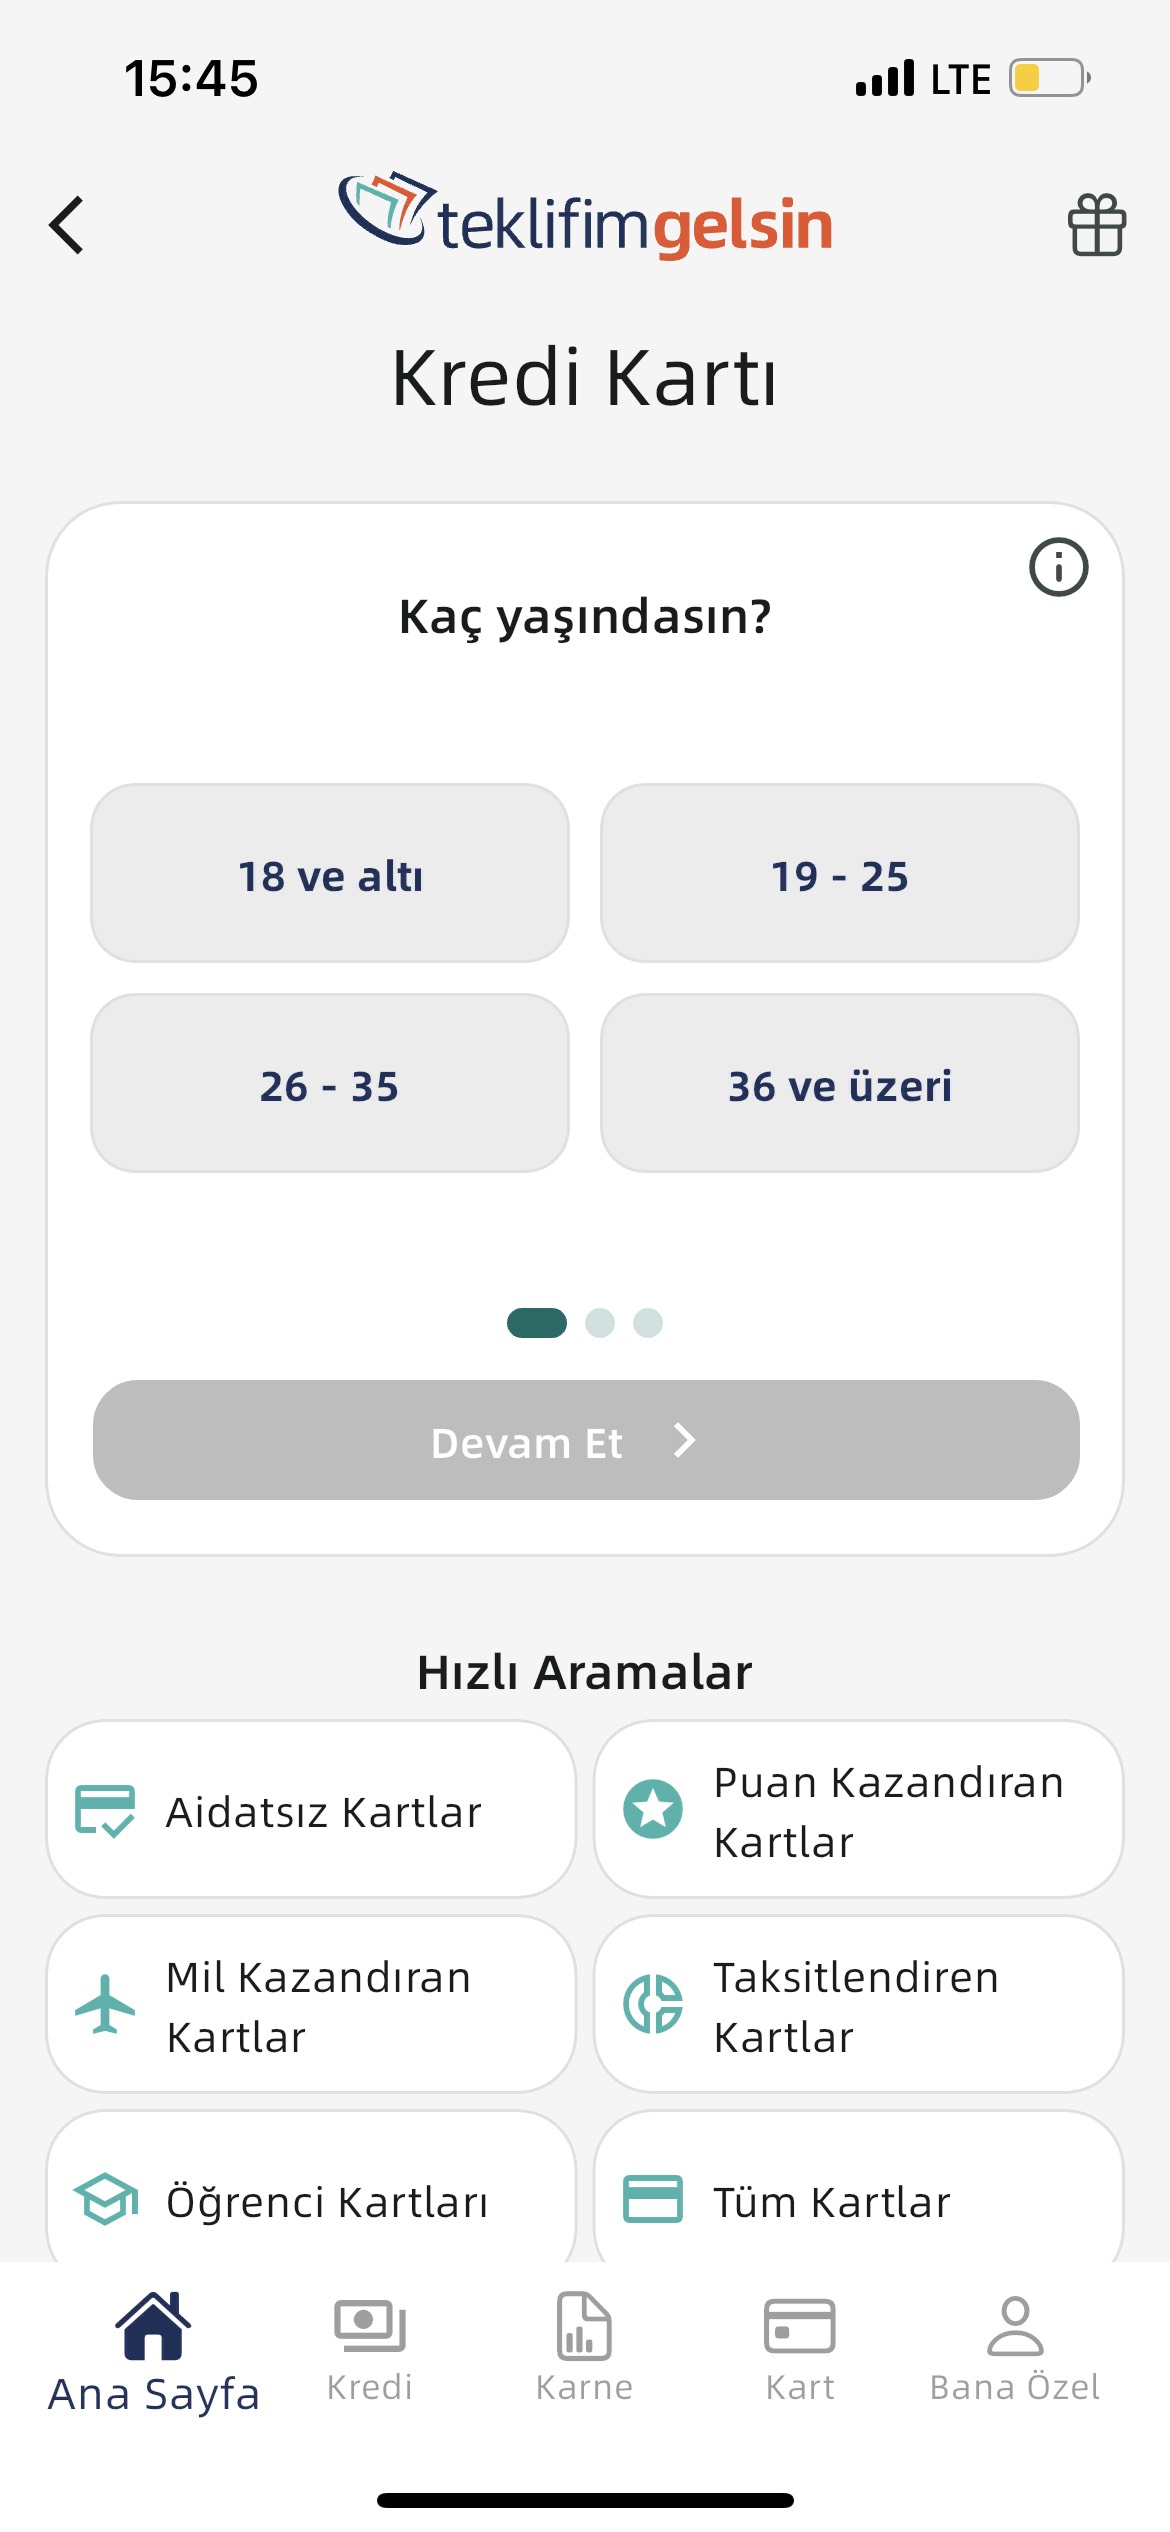 15:45
LTE
teklifimgelsin
Kredi Kartı
Kaç yaşındasın?
18 ve altı
19 - 25
26 - 35
36 ve üzeri
Devam Et
Hızlı Aramalar
Aidatsız Kartlar
Puan Kazandıran
Kartlar
Mil Kazandıran
Kartlar
Taksitlendiren
Kartlar
Öğrenci Kartları
Tüm Kartlar
Ana Sayfa
Kredi
Karne
Kart
Bana Özel